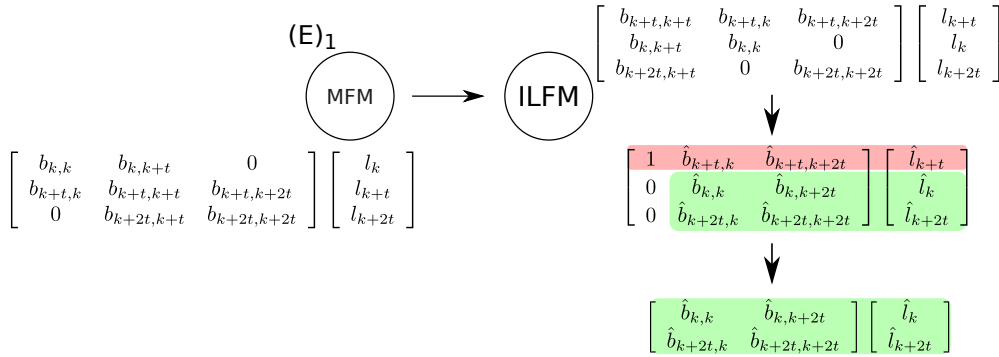 (E)₁
MFM
ILFM
[ b_{k+t,k+t} b_{k+t,k} b_{k+t,k+2t} ] [ l_{k+t} ]
[ b_{k,k+t} b_{k,k} 0 ] [ l_k ]
[ b_{k+2t,k+t} 0 b_{k+2t,k+2t} ] [ l_{k+2t} ]
[ b_{k,k} b_{k,k+t} 0 ] [ l_k ]
[ b_{k+t,k} b_{k+t,k+t} b_{k+t,k+2t} ] [ l_{k+t} ]
[ 0 b_{k+2t,k+t} b_{k+2t,k+2t} ] [ l_{k+2t} ]
[ 1 b̂_{k+t,k} b̂_{k+t,k+2t} ] [ l̂_{k+t} ]
[ 0 b̂_{k,k} b̂_{k,k+2t} ] [ l̂_k ]
[ 0 b̂_{k+2t,k} b̂_{k+2t,k+2t} ] [ l̂_{k+2t} ]
[ b̂_{k,k} b̂_{k,k+2t} ] [ l̂_k ]
[ b̂_{k+2t,k} b̂_{k+2t,k+2t} ] [ l̂_{k+2t} ]